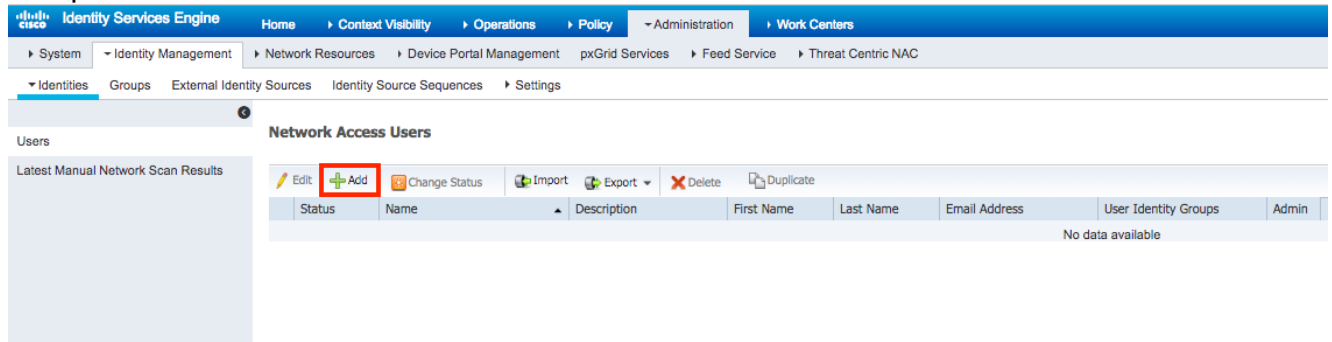 cisco Identity Services Engine Home Context Visibility Operations Policy Administration Work Centers
System Identity Management Network Resources Device Portal Management pxGrid Services Feed Service Threat Centric NAC
Identities Groups External Identity Sources Identity Source Sequences Settings
Users
Latest Manual Network Scan Results
Network Access Users
Edit Add Change Status Import Export Delete Duplicate
Status Name Description First Name Last Name Email Address User Identity Groups Admin
No data available